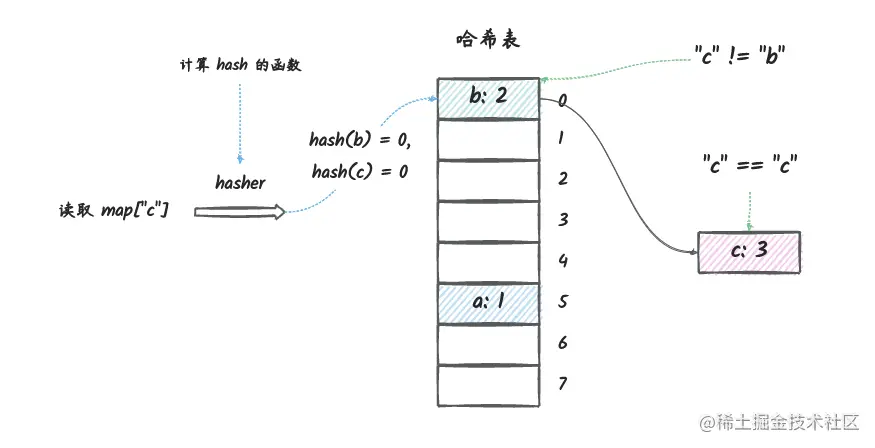 哈希表
计算 hash 的函数
"c" != "b"
b: 2
0
hash(b) = 0,
hash(c) = 0
1
hasher
2
"c" == "c"
读取 map["c"]
3
4
c: 3
a: 1
5
6
7
@稀土掘金技术社区